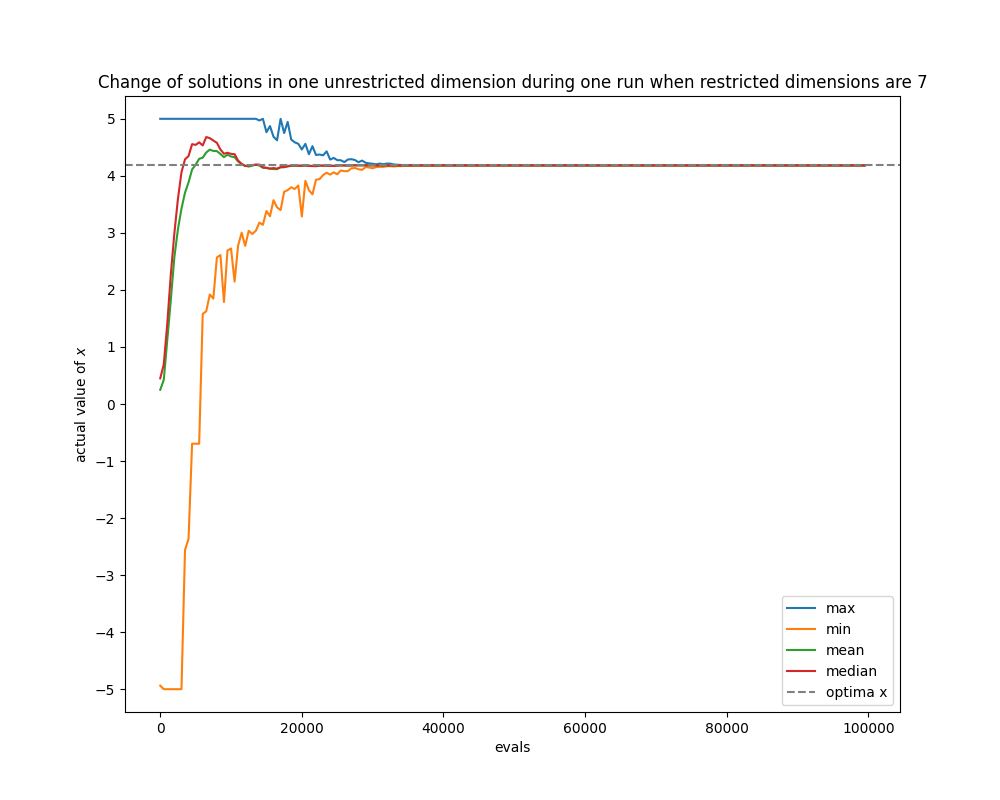 Change of solutions in one unrestricted dimension during one run when restricted dimensions are 7
5
4
3
2
1
0
−1
−2
−3
−4
−5
actual value of x
0
20000
40000
60000
80000
100000
evals
max
min
mean
median
optima x